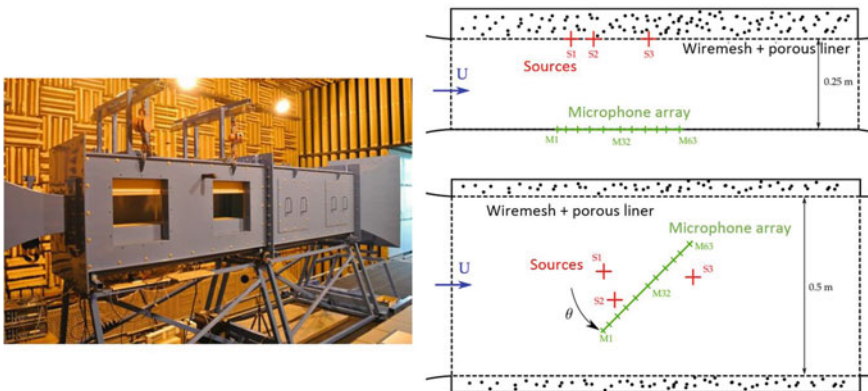 S1 S2 S3
Wiremesh + porous liner
Sources
U
0.25 m
Microphone array
M1 M32 M63
Wiremesh + porous liner
Microphone array
M63
S1
Sources
S3
U
M32
0.5 m
S2
θ
M1